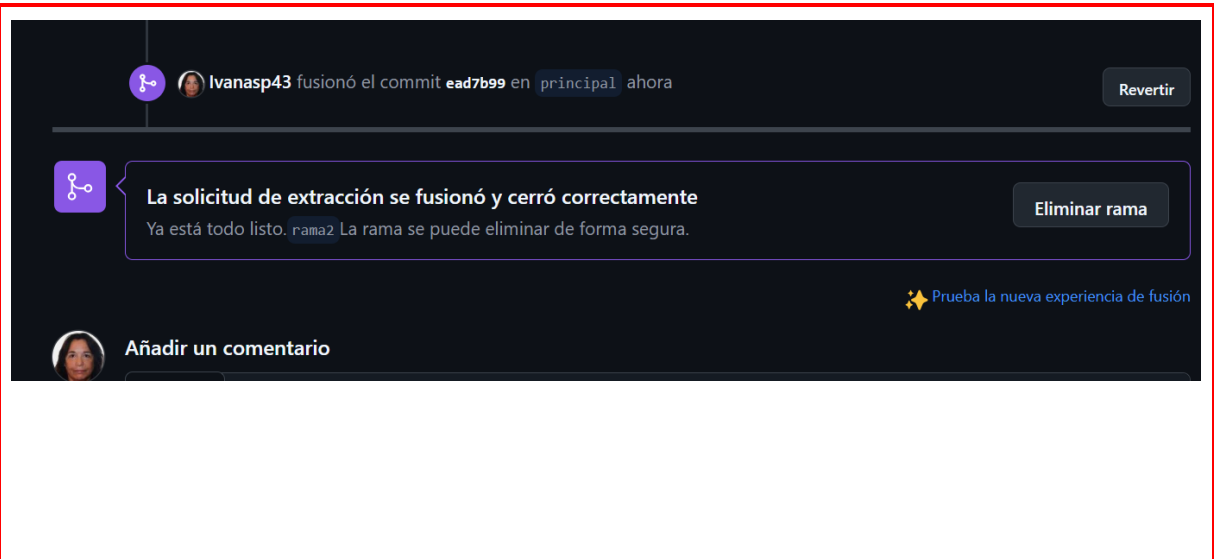 Ivanasp43 fusionó el commit ead7b99 en principal ahora
Revertir
La solicitud de extracción se fusionó y cerró correctamente
Ya está todo listo. rama2 La rama se puede eliminar de forma segura.
Eliminar rama
Prueba la nueva experiencia de fusión
Añadir un comentario